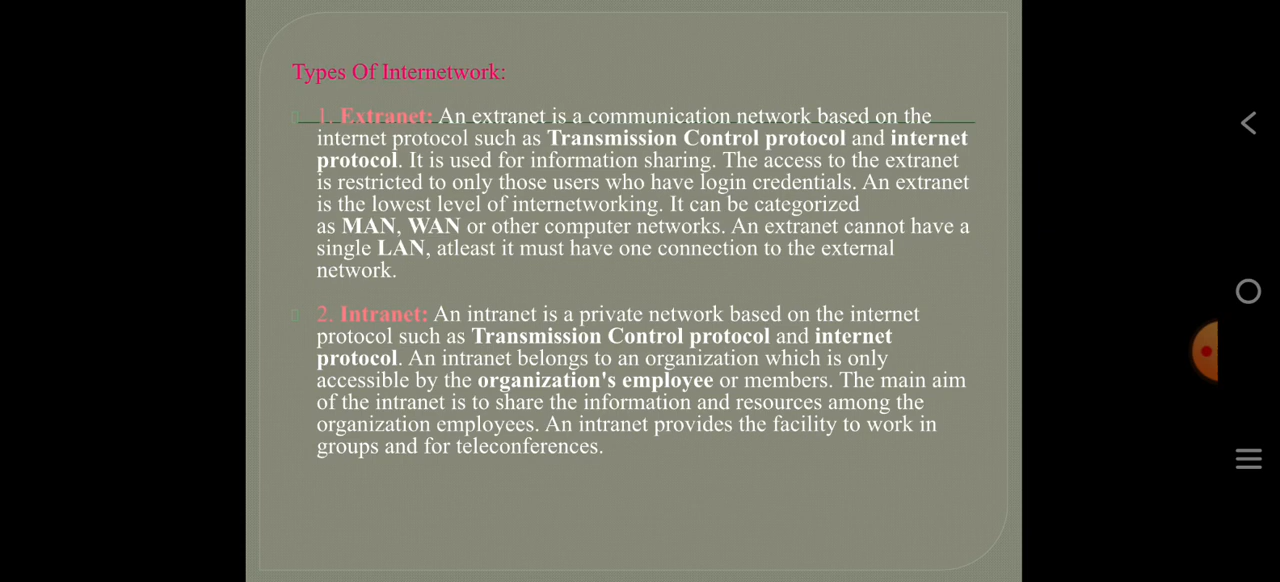 Types Of Internetwork:
1. Extranet: An extranet is a communication network based on the
internet protocol such as Transmission Control protocol and internet
protocol. It is used for information sharing. The access to the extranet
is restricted to only those users who have login credentials. An extranet
is the lowest level of internetworking. It can be categorized
as MAN, WAN or other computer networks. An extranet cannot have a
single LAN, atleast it must have one connection to the external
network.
2. Intranet: An intranet is a private network based on the internet
protocol such as Transmission Control protocol and internet
protocol. An intranet belongs to an organization which is only
accessible by the organization's employee or members. The main aim
of the intranet is to share the information and resources among the
organization employees. An intranet provides the facility to work in
groups and for teleconferences.